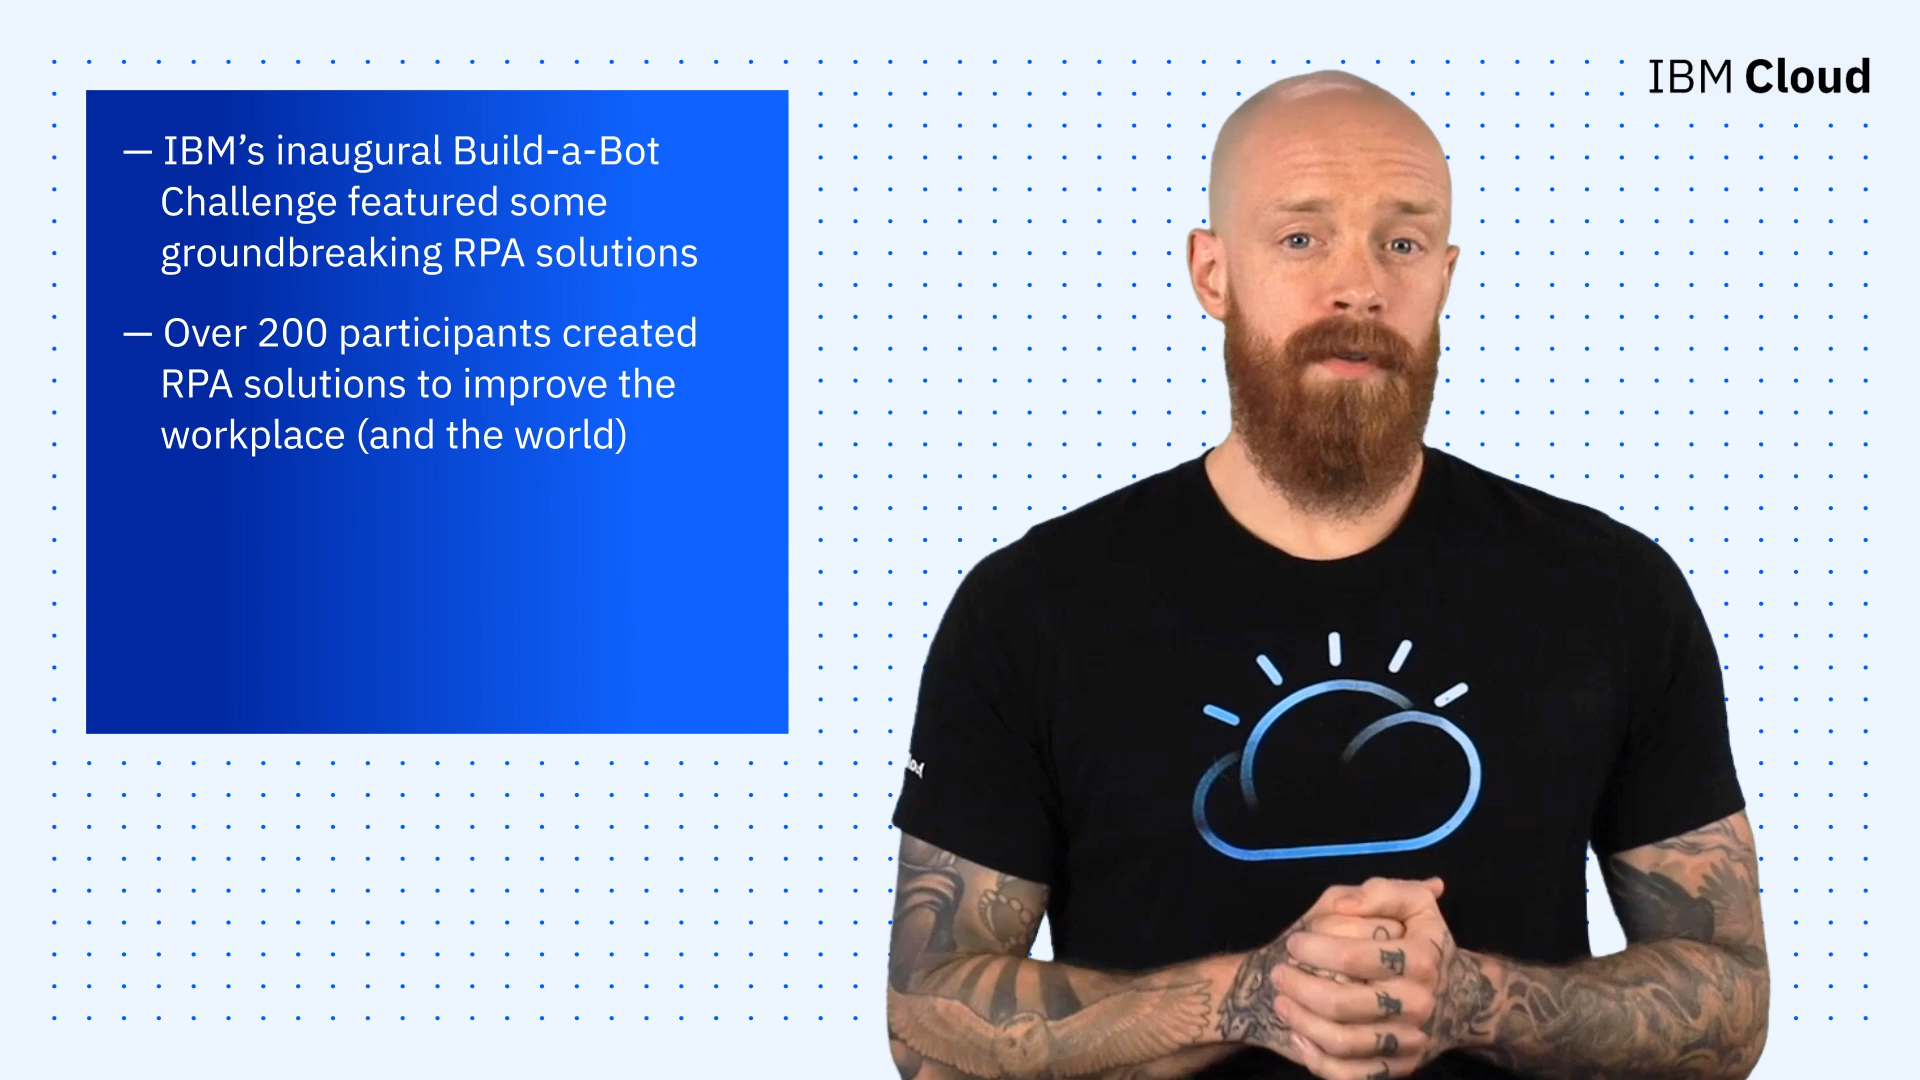 IBM Cloud
— IBM’s inaugural Build-a-Bot
Challenge featured some
groundbreaking RPA solutions
— Over 200 participants created
RPA solutions to improve the
workplace (and the world)